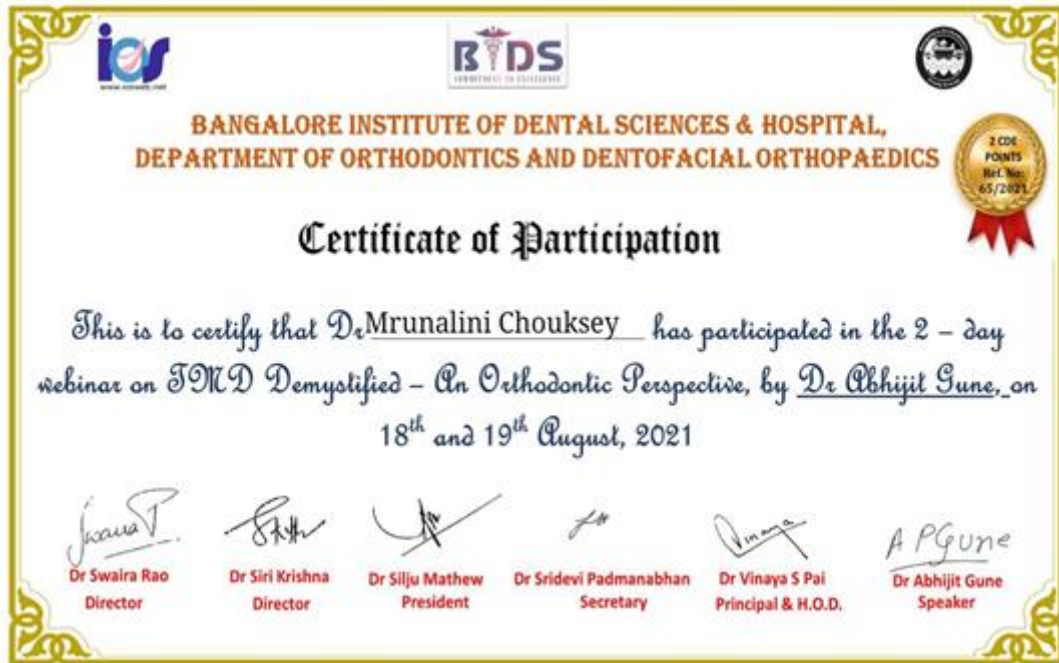 ios
BIDS
COMMITMENT TO EXCELLENCE
BANGALORE INSTITUTE OF DENTAL SCIENCES & HOSPITAL,
DEPARTMENT OF ORTHODONTICS AND DENTOFACIAL ORTHOPAEDICS
2 CDE
POINTS
Ref. No:
65/2021
Certificate of Participation
This is to certify that Dr Mrunalini Chouksey has participated in the 2 – day
webinar on TMD Demystified – An Orthodontic Perspective, by Dr Abhijit Gune, on
18th and 19th August, 2021
A P Gune
Dr Swaira Rao Dr Siri Krishna Dr Silju Mathew Dr Sridevi Padmanabhan Dr Vinaya S Pai Dr Abhijit Gune
Director Director President Secretary Principal & H.O.D. Speaker